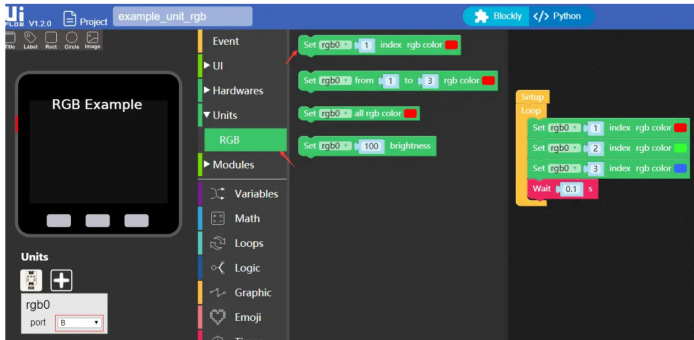 Ui
FLOW V1.2.0 Project example_unit_rgb Blockly </> Python
Title Label Rect Circle Image
RGB Example
Units
rgb0
port B
Event
UI
Hardwares
Units
RGB
Modules
Variables
Math
Loops
Logic
Graphic
Emoji
Set rgb0 1 index rgb color
Set rgb0 from 1 to 3 rgb color
Set rgb0 all rgb color
Set rgb0 100 brightness
Setup
Loop
Set rgb0 1 index rgb color
Set rgb0 2 index rgb color
Set rgb0 3 index rgb color
Wait 0.1 s